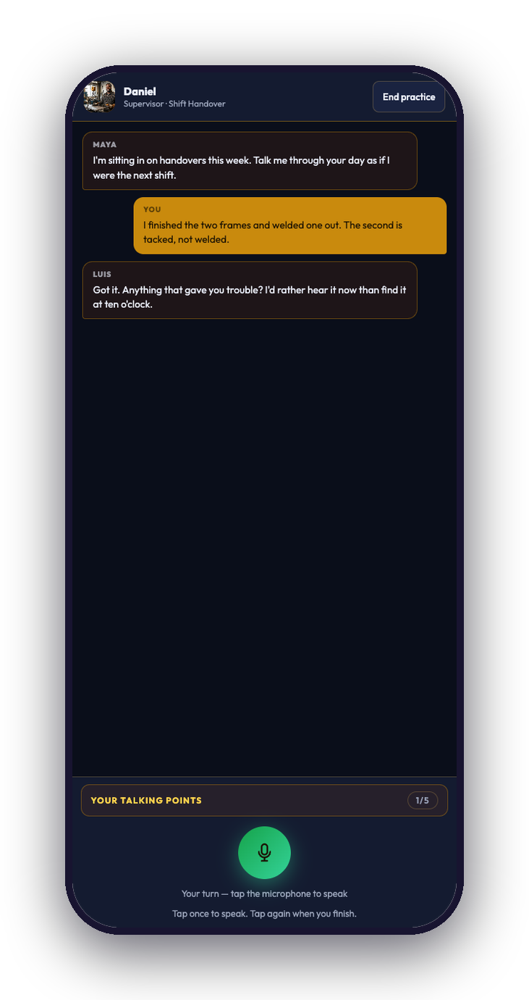 Daniel
Supervisor · Shift Handover
End practice
MAYA
I'm sitting in on handovers this week. Talk me through your day as if I
were the next shift.
YOU
I finished the two frames and welded one out. The second is
tacked, not welded.
LUIS
Got it. Anything that gave you trouble? I'd rather hear it now than find it
at ten o'clock.
YOUR TALKING POINTS
1/5
Your turn — tap the microphone to speak
Tap once to speak. Tap again when you finish.